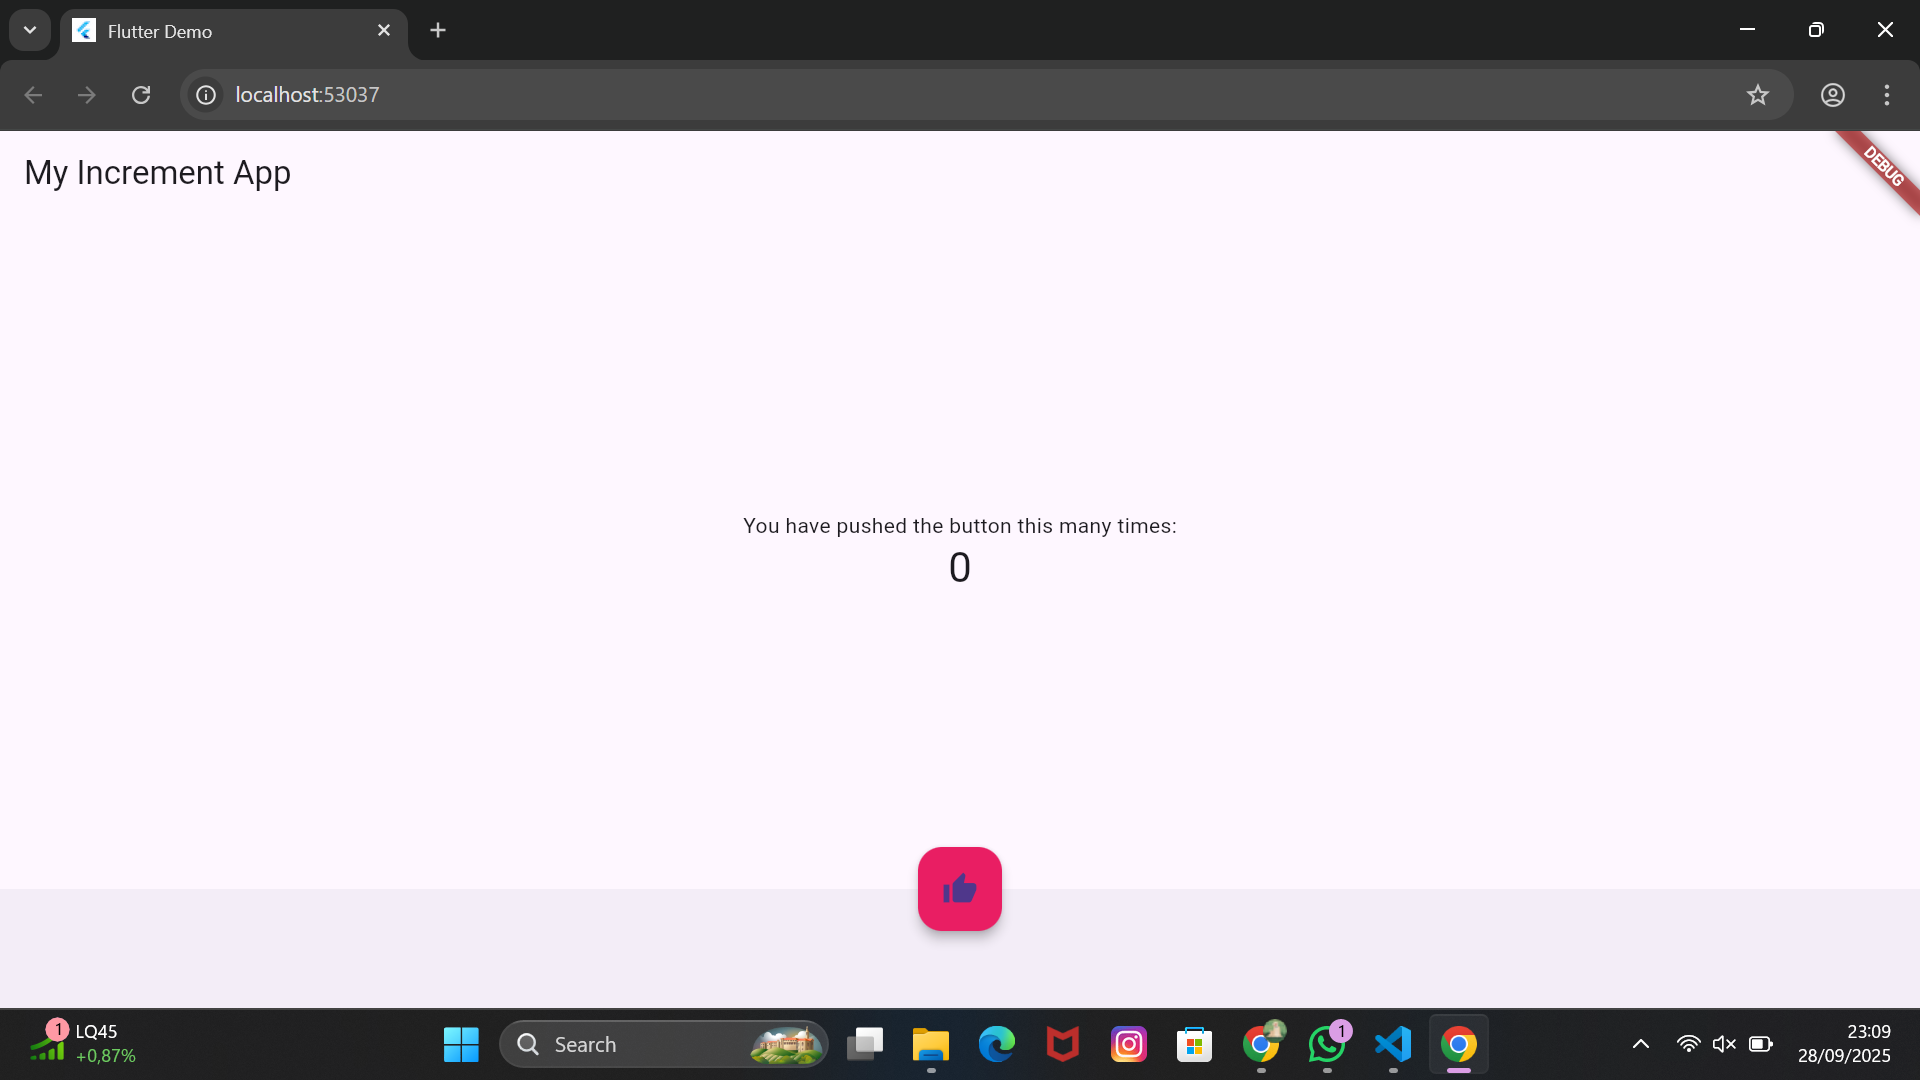 Flutter Demo
localhost:53037
My Increment App
DEBUG
You have pushed the button this many times:
0
1
LQ45
+0,87%
Search
1
23:09
28/09/2025